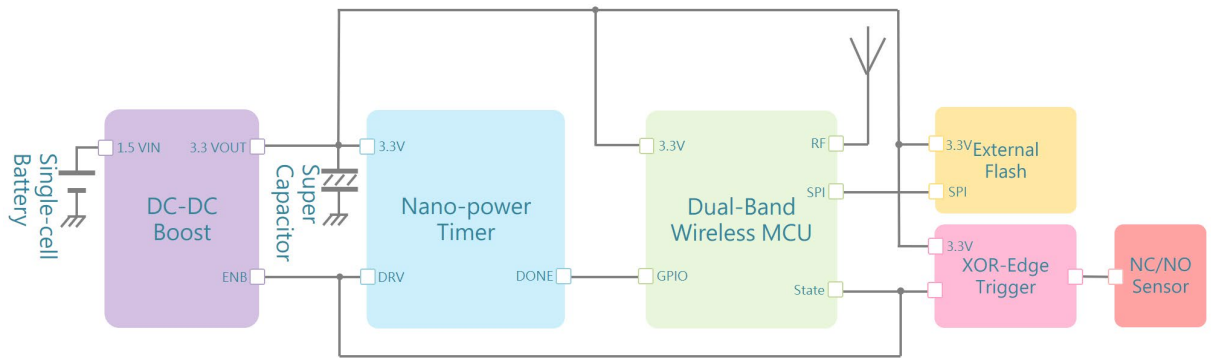 Single-cell
Battery
1.5 VIN
3.3 VOUT
DC-DC
Boost
ENB
Super
Capacitor
3.3V
Nano-power
Timer
DRV
DONE
3.3V
RF
SPI
Dual-Band
Wireless MCU
GPIO
State
3.3V
External
Flash
SPI
3.3V
XOR-Edge
Trigger
NC/NO
Sensor